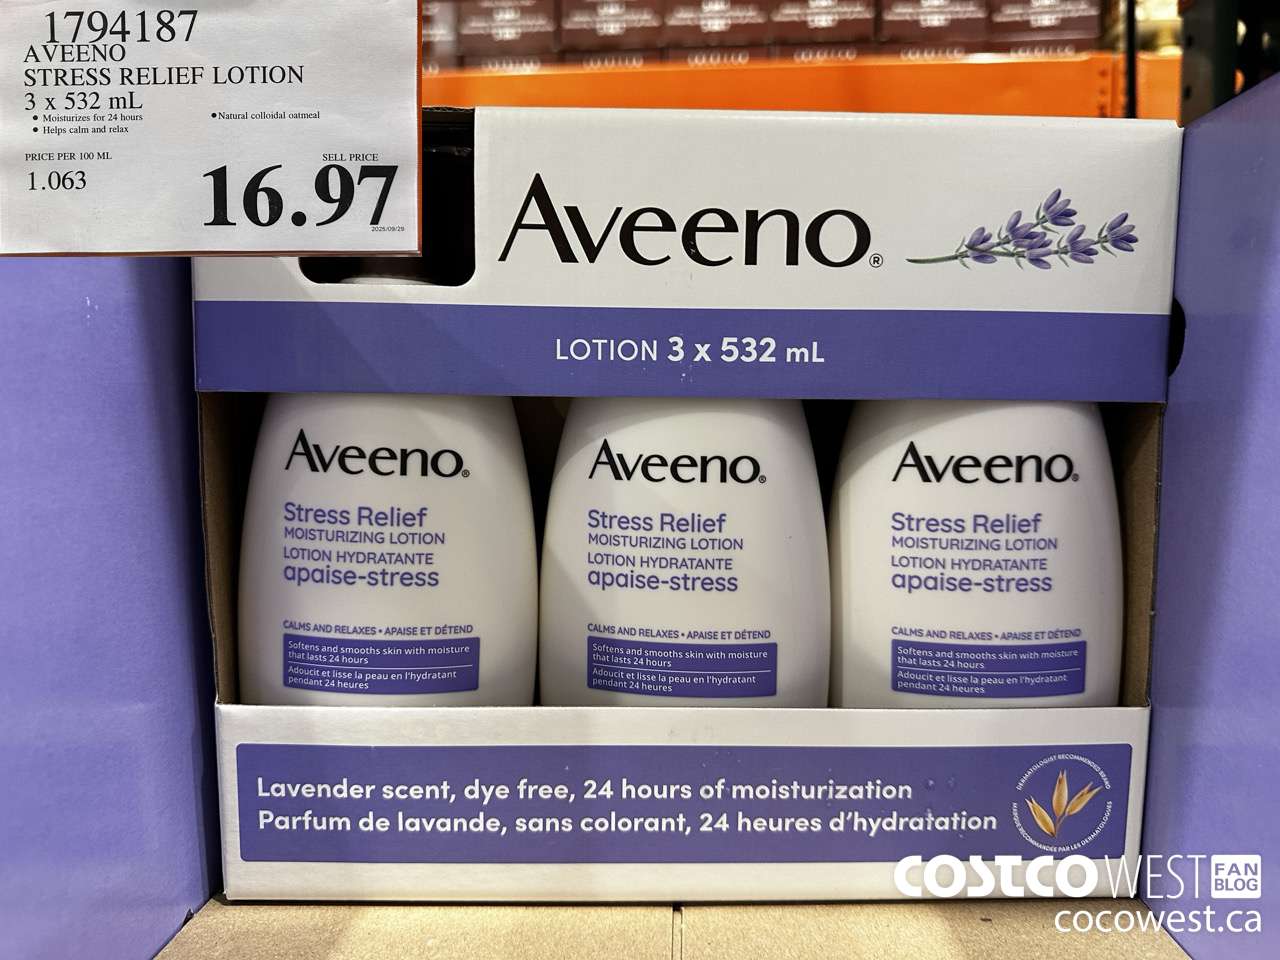 1794187
AVEENO
STRESS RELIEF LOTION
3 x 532 mL
• Moisturizes for 24 hours
• Natural colloidal oatmeal
• Helps calm and relax
PRICE PER 100 ML
SELL PRICE
1.063
16.97
Aveeno®
LOTION 3 x 532 mL
Aveeno®
Stress Relief
MOISTURIZING LOTION
LOTION HYDRATANTE
apaise-stress
CALMS AND RELAXES • APAISE ET DÉTEND
Softens and smooths skin with moisture
that lasts 24 hours
Adoucit et lisse la peau en l'hydratant
pendant 24 heures
Aveeno®
Stress Relief
MOISTURIZING LOTION
LOTION HYDRATANTE
apaise-stress
CALMS AND RELAXES • APAISE ET DÉTEND
Softens and smooths skin with moisture
that lasts 24 hours
Adoucit et lisse la peau en l'hydratant
pendant 24 heures
Aveeno®
Stress Relief
MOISTURIZING LOTION
LOTION HYDRATANTE
apaise-stress
CALMS AND RELAXES • APAISE ET DÉTEND
Softens and smooths skin with moisture
that lasts 24 hours
Adoucit et lisse la peau en l'hydratant
pendant 24 heures
Lavender scent, dye free, 24 hours of moisturization
Parfum de lavande, sans colorant, 24 heures d'hydratation
DERMATOLOGIST RECOMMENDED BRAND
MARQUE RECOMMANDÉE PAR LES DERMATOLOGUES
COSTCO WEST FAN BLOG
cocowest.ca